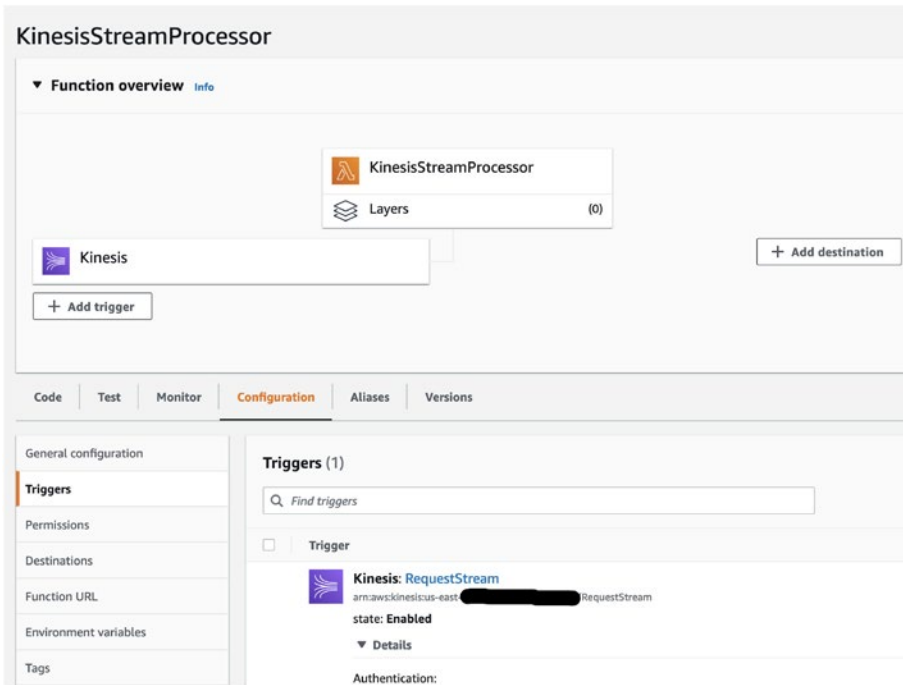 KinesisStreamProcessor
Function overview Info
KinesisStreamProcessor
Layers (0)
Kinesis
+ Add destination
+ Add trigger
Code Test Monitor Configuration Aliases Versions
General configuration
Triggers
Permissions
Destinations
Function URL
Environment variables
Tags
Triggers (1)
Find triggers
Trigger
Kinesis: RequestStream
arn:aws:kinesis:us-east- RequestStream
state: Enabled
Details
Authentication: